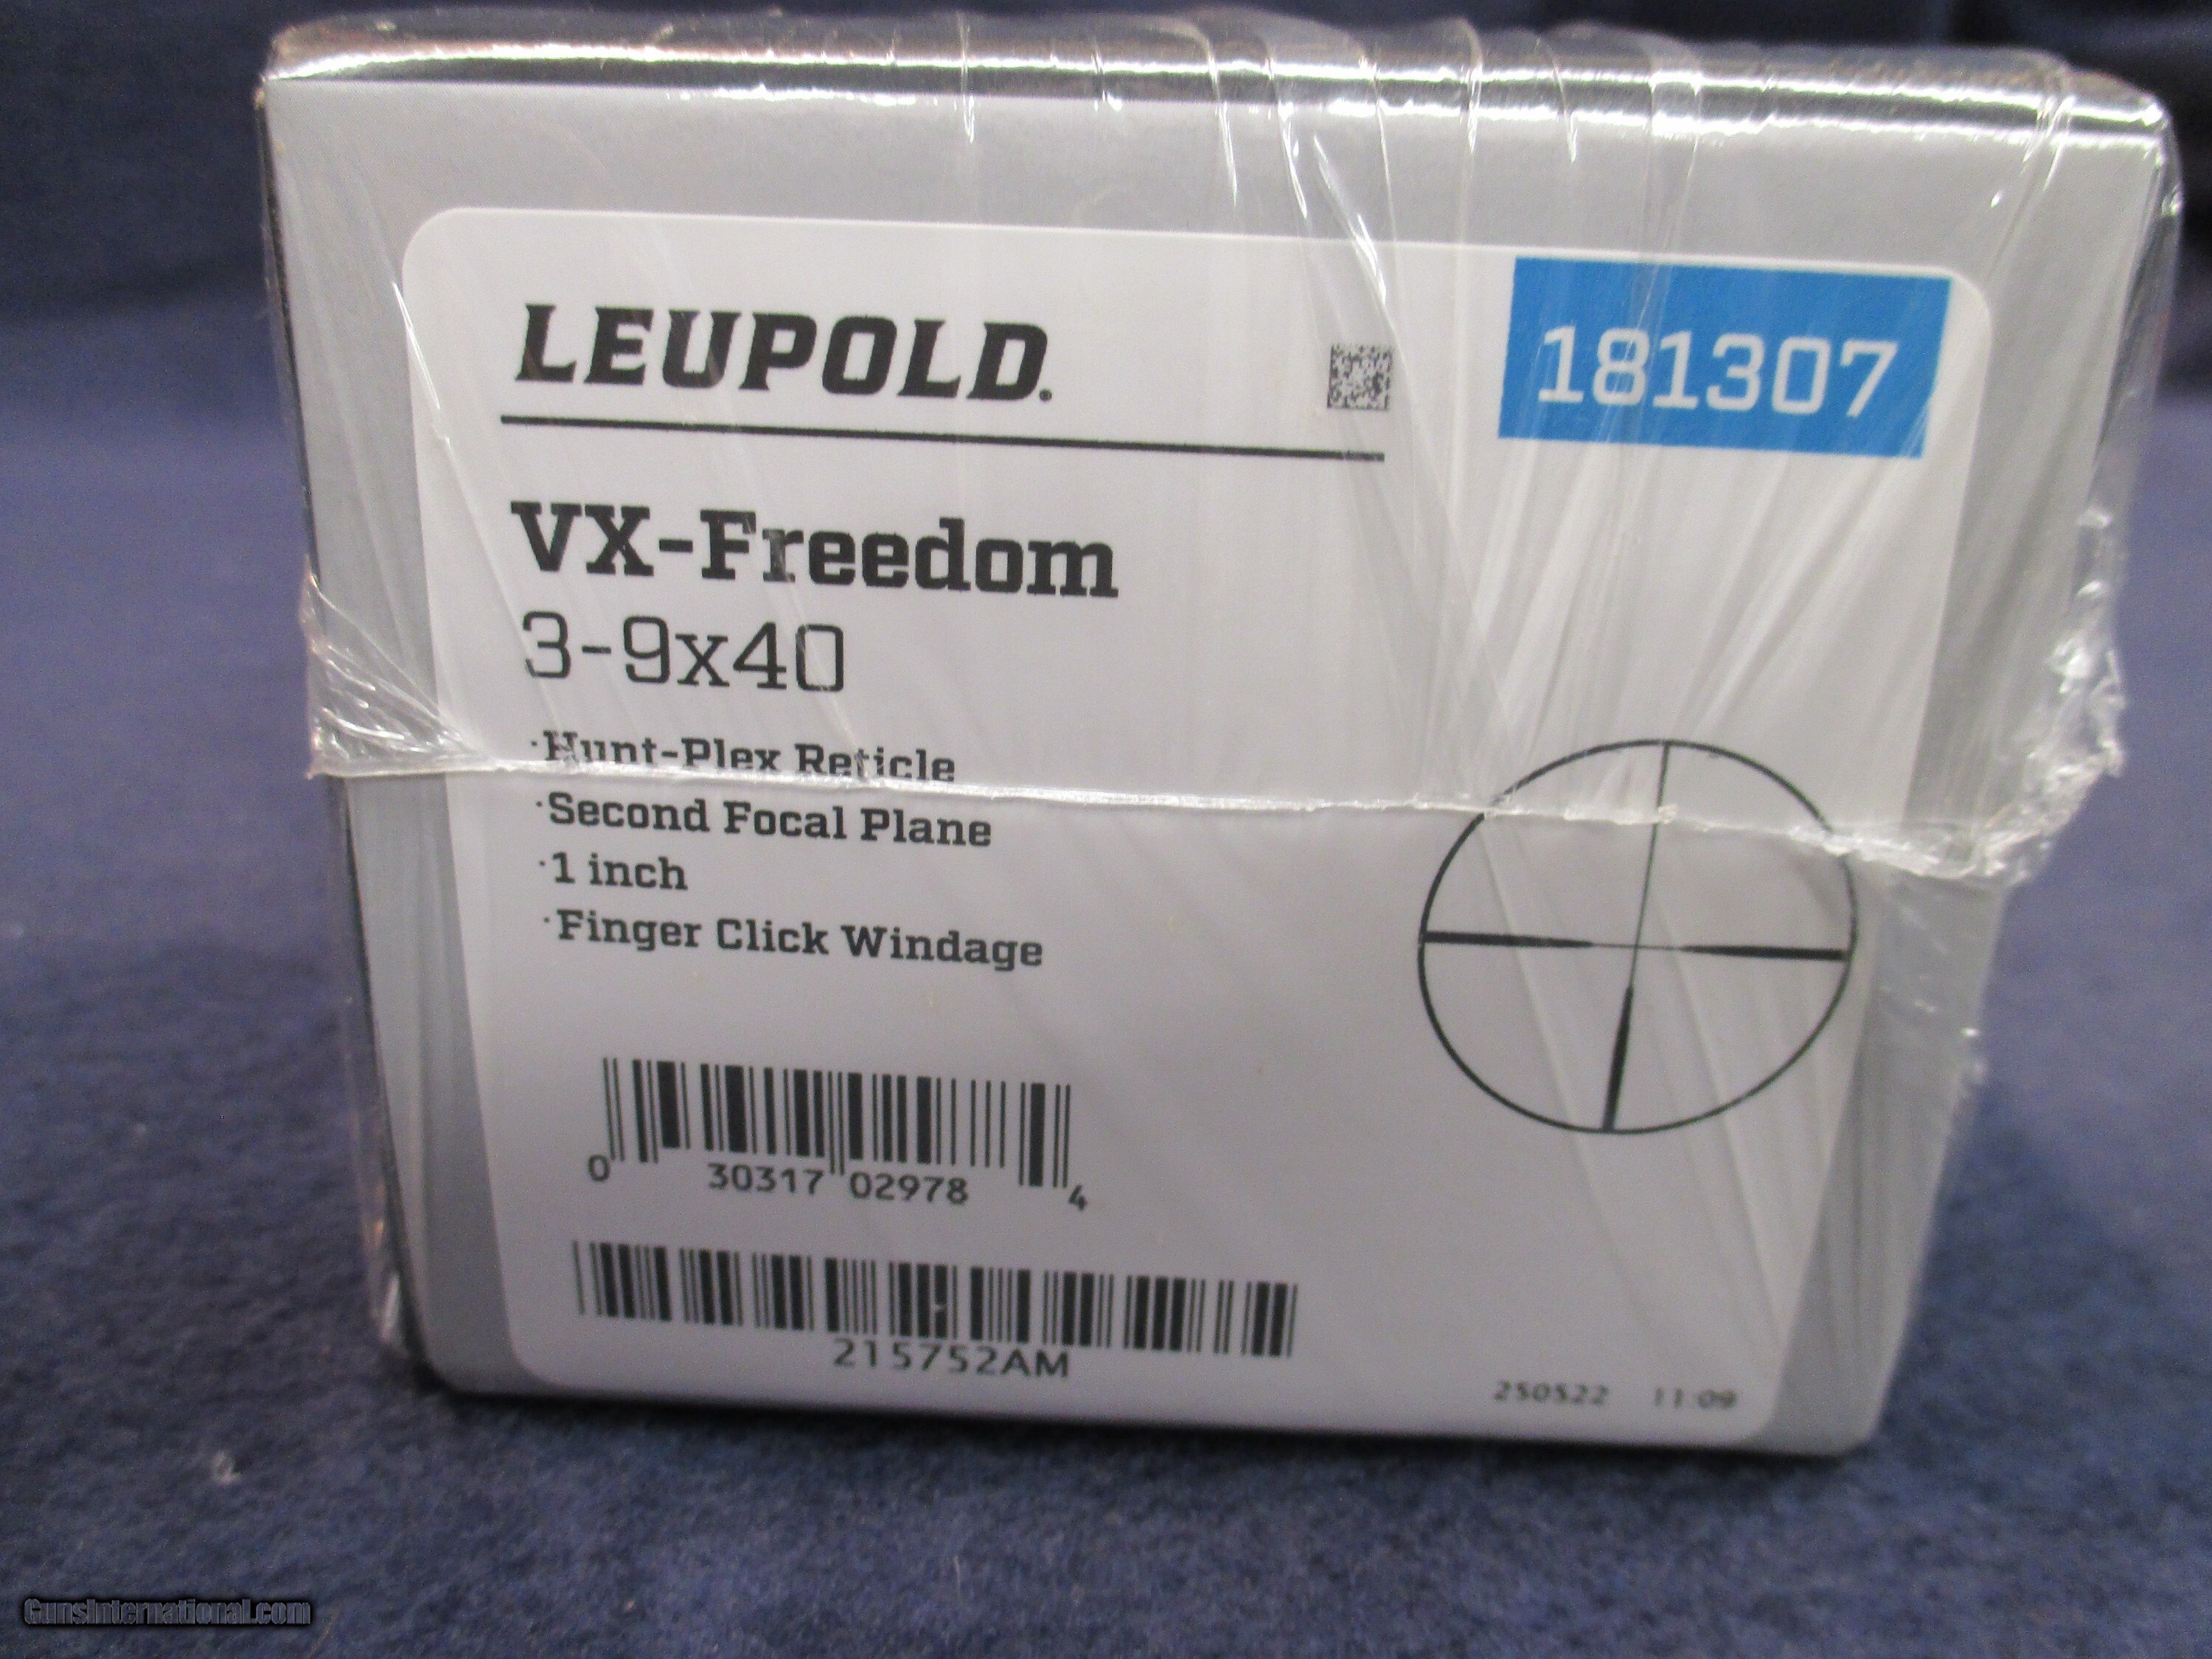 LEUPOLD.
181307
VX-Freedom
3-9x40
·Hunt-Plex Reticle
·Second Focal Plane
·1 inch
·Finger Click Windage
0 30317 02978 4
215752AM
250522 11:09
GunsInternational.com